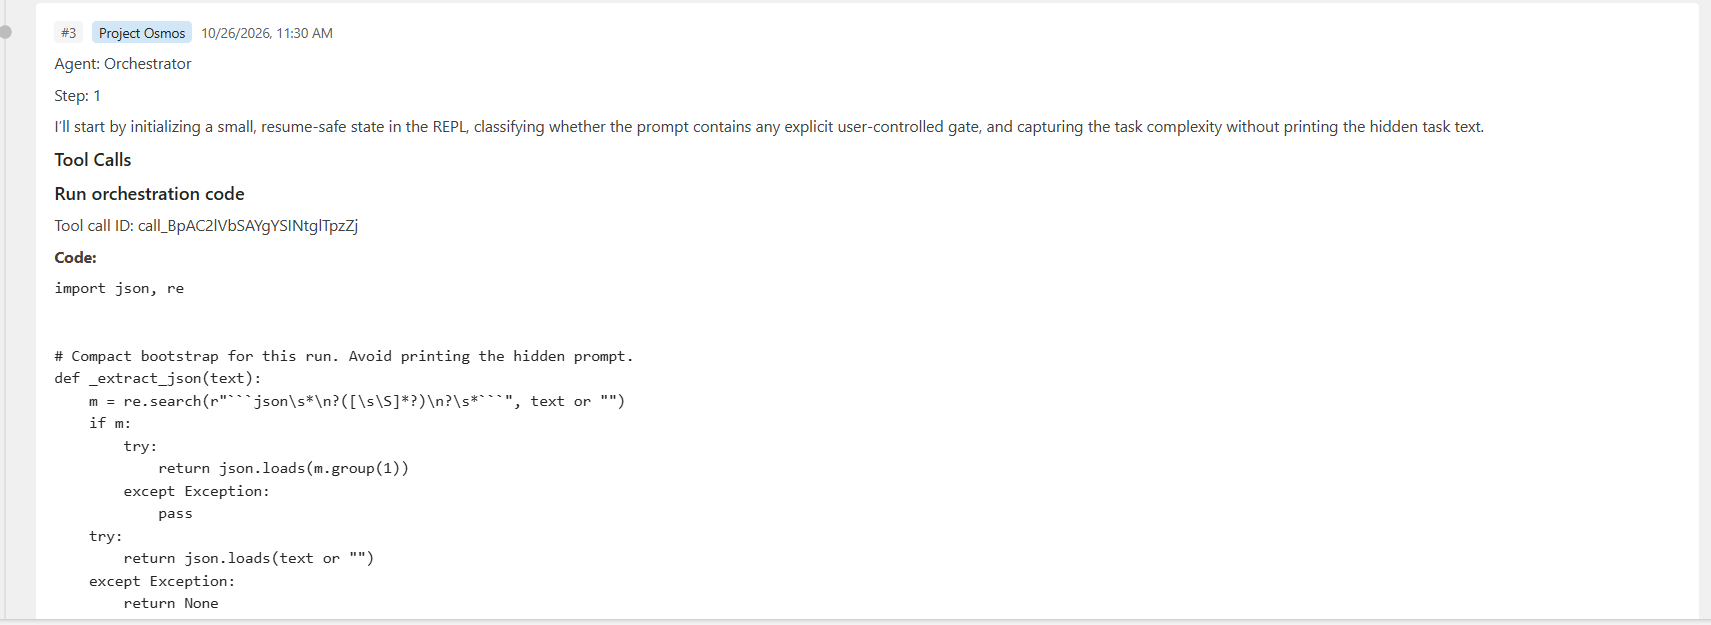 #3 Project Osmos 10/26/2026, 11:30 AM
Agent: Orchestrator
Step: 1
I'll start by initializing a small, resume-safe state in the REPL, classifying whether the prompt contains any explicit user-controlled gate, and capturing the task complexity without printing the hidden task text.
Tool Calls
Run orchestration code
Tool call ID: call_BpAC2lVbSAYgYSINtglTpzZj
Code:
import json, re
# Compact bootstrap for this run. Avoid printing the hidden prompt.
def _extract_json(text):
    m = re.search(r"```json\s*\n?([\s\S]*?)\n?\s*```", text or "")
    if m:
        try:
            return json.loads(m.group(1))
        except Exception:
            pass
    try:
        return json.loads(text or "")
    except Exception:
        return None